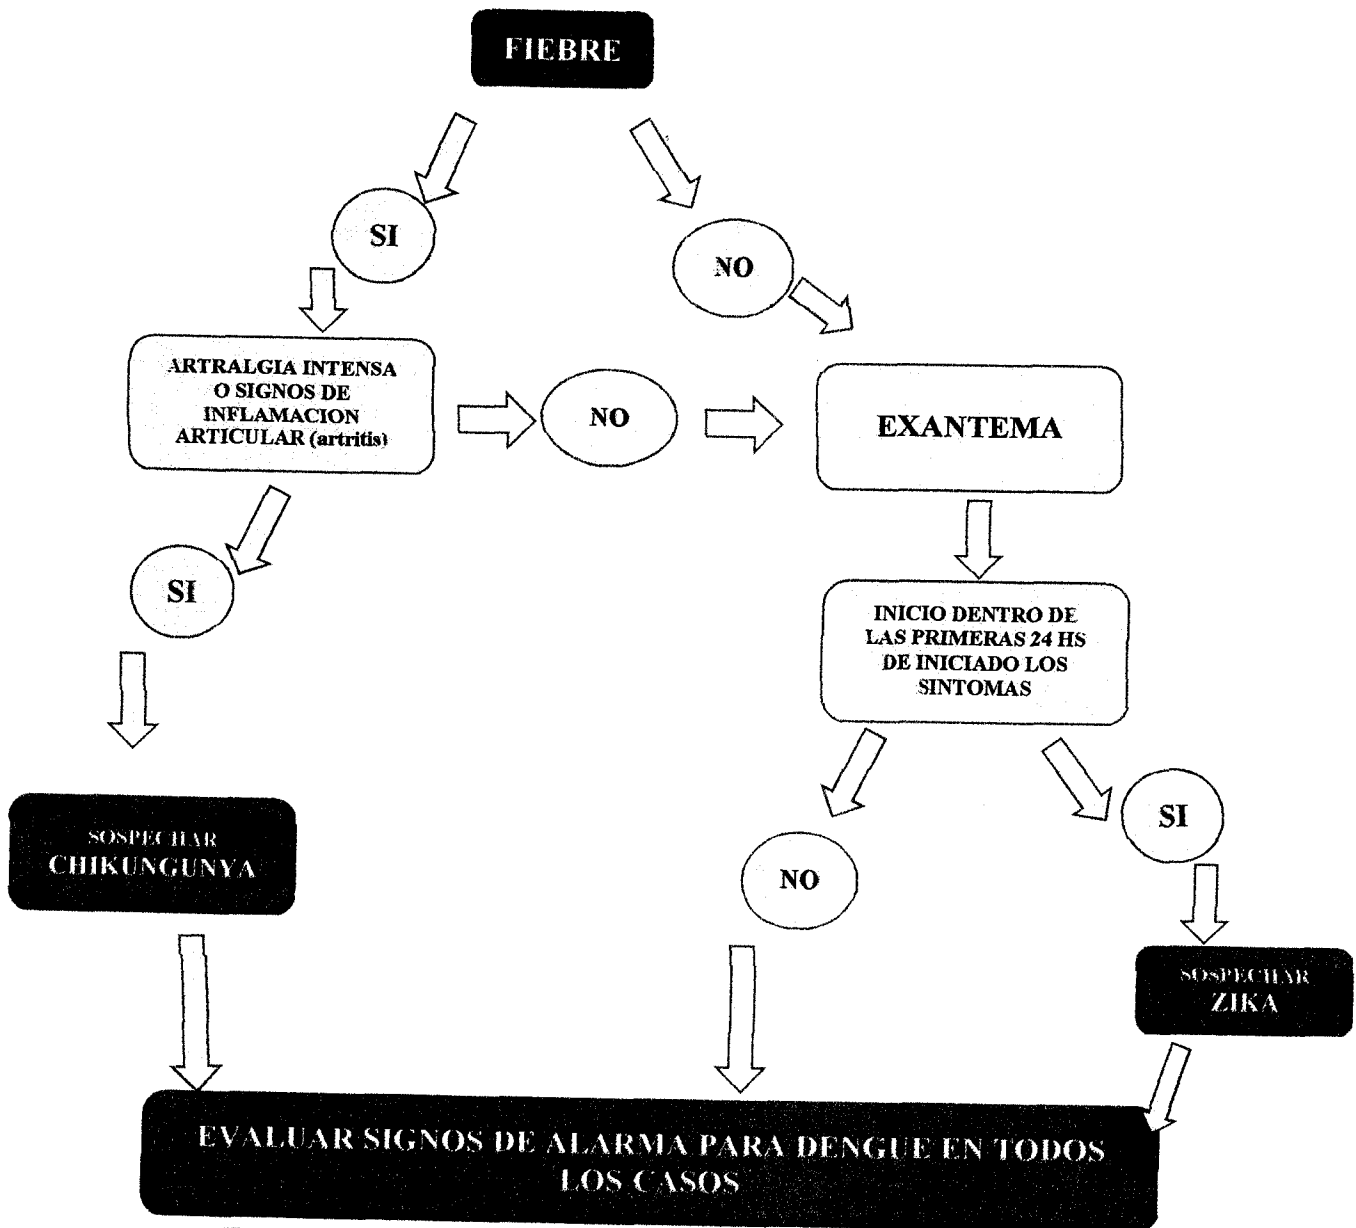 FIEBRE
SI
NO
ARTRALGIA INTENSA
O SIGNOS DE
INFLAMACION
ARTICULAR (artritis)
NO
EXANTEMA
SI
INICIO DENTRO DE
LAS PRIMERAS 24 HS
DE INICIADO LOS
SINTOMAS
SOSPECHAR
CHIKUNGUNYA
NO
SI
SOSPECHAR
ZIKA
EVALUAR SIGNOS DE ALARMA PARA DENGUE EN TODOS
LOS CASOS